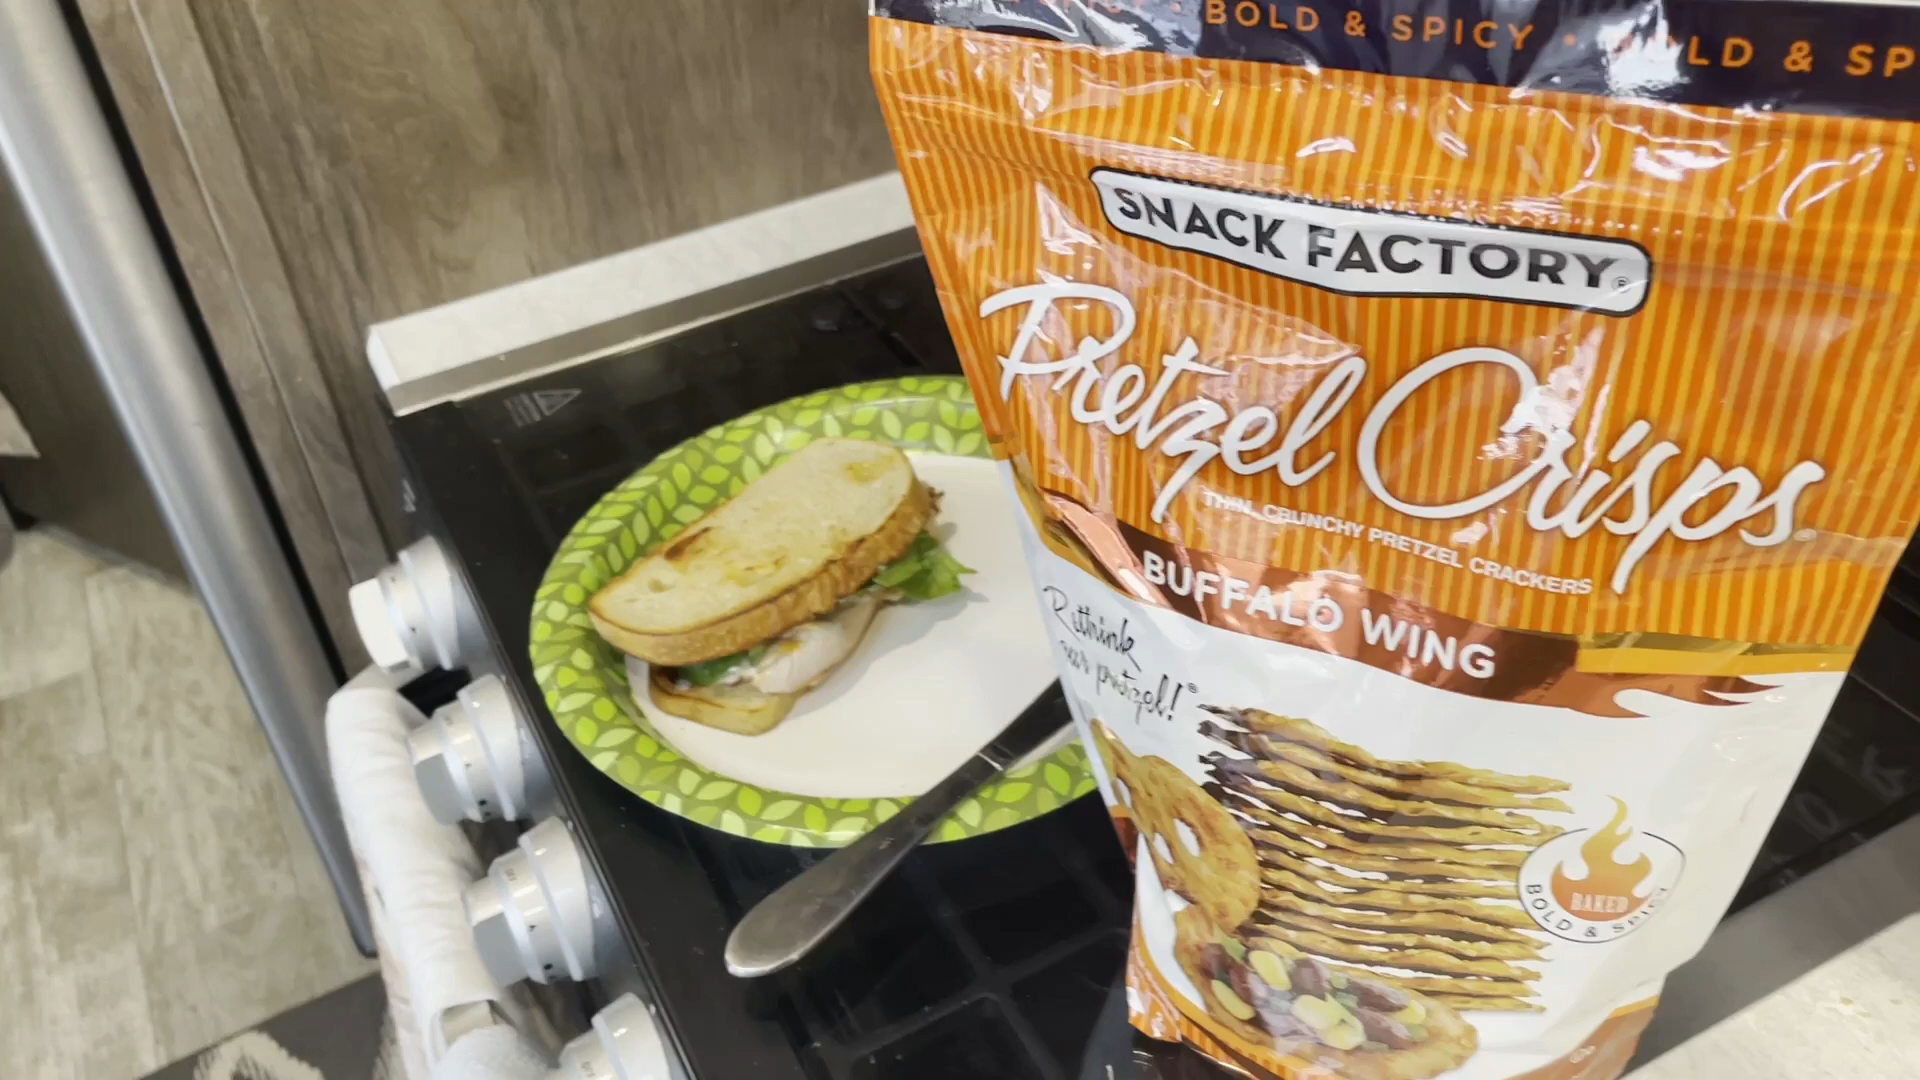 BOLD & SPICY • BOLD & SP
SNACK FACTORY®
Pretzel Crisps®
THIN, CRUNCHY PRETZEL CRACKERS
BUFFALO WING
Rethink
your pretzel!®
BAKED
BOLD & SPICY